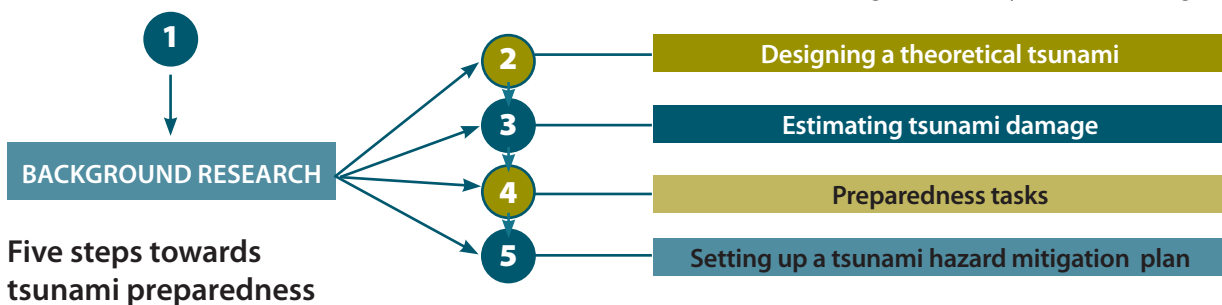 1
2
Designing a theoretical tsunami
3
Estimating tsunami damage
BACKGROUND RESEARCH
4
Preparedness tasks
Five steps towards
tsunami preparedness
5
Setting up a tsunami hazard mitigation plan